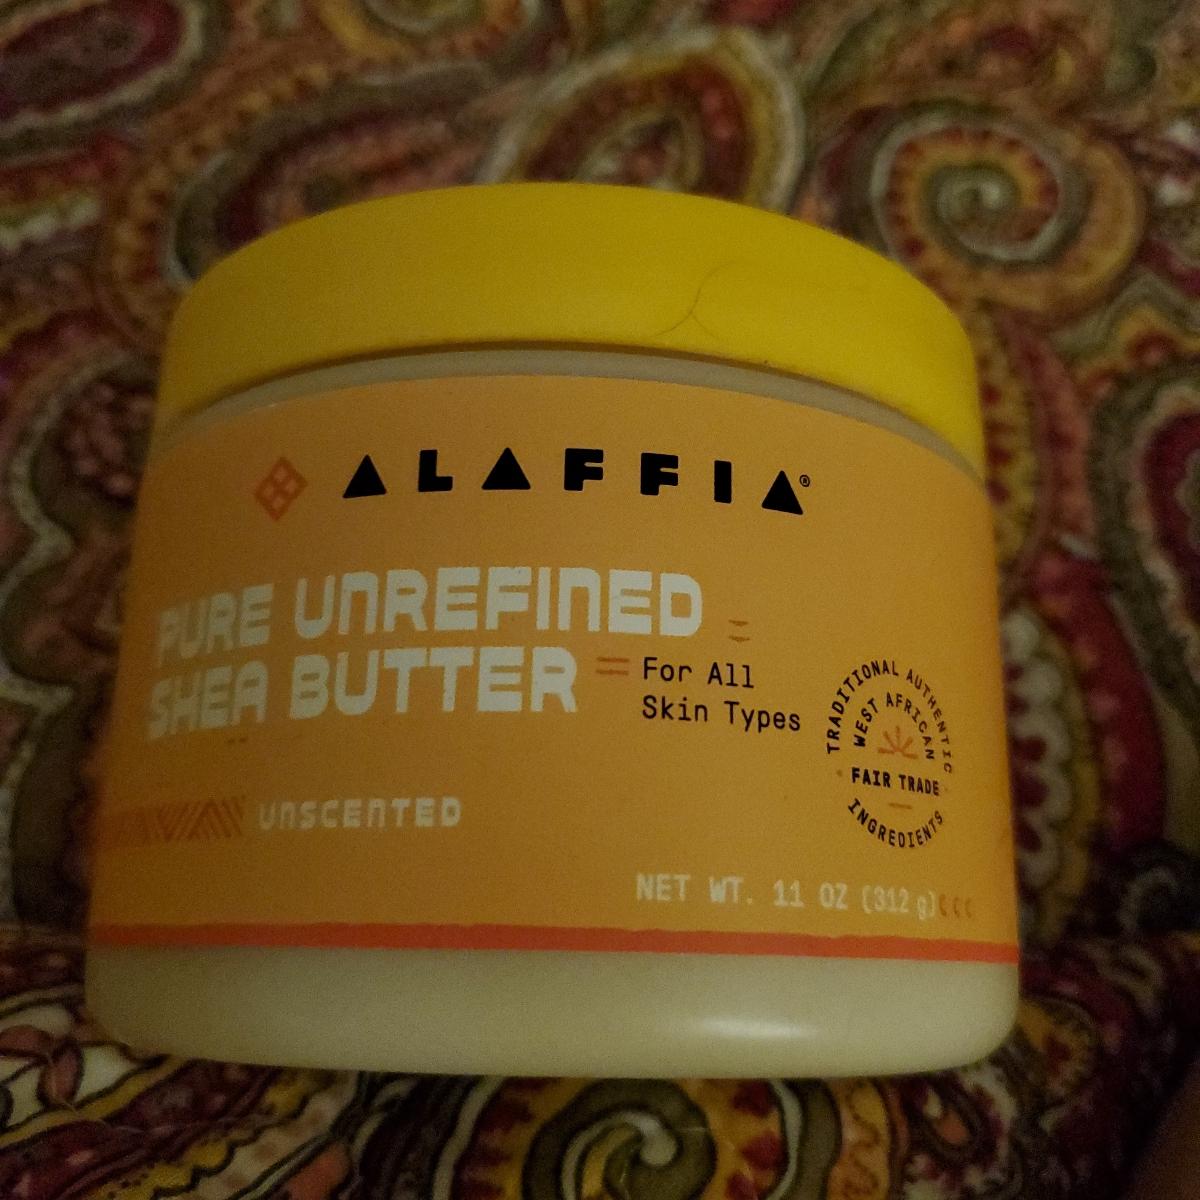 ALAFFIA®
PURE UNREFINED
SHEA BUTTER
For All
Skin Types
TRADITIONAL AUTHENTIC
WEST AFRICAN
FAIR TRADE
INGREDIENTS
UNSCENTED
NET WT. 11 OZ (312 g)